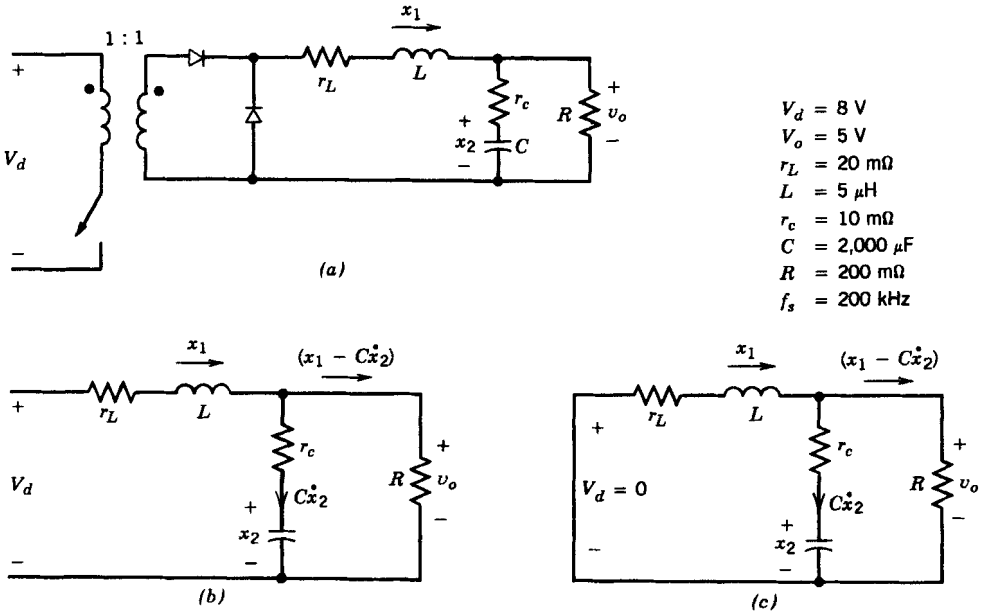 x₁
1 : 1
+
r_L
L
r_c
+
x₂
−
C
R
+
v_o
−
V_d
−
(a)
V_d = 8 V
V_o = 5 V
r_L = 20 mΩ
L = 5 μH
r_c = 10 mΩ
C = 2,000 μF
R = 200 mΩ
f_s = 200 kHz
x₁
(x₁ − Cẋ₂)
+
r_L
L
r_c
V_d
Cẋ₂
+
x₂
−
R
+
v_o
−
−
(b)
x₁
(x₁ − Cẋ₂)
+
r_L
L
r_c
V_d = 0
Cẋ₂
+
x₂
−
R
+
v_o
−
−
(c)